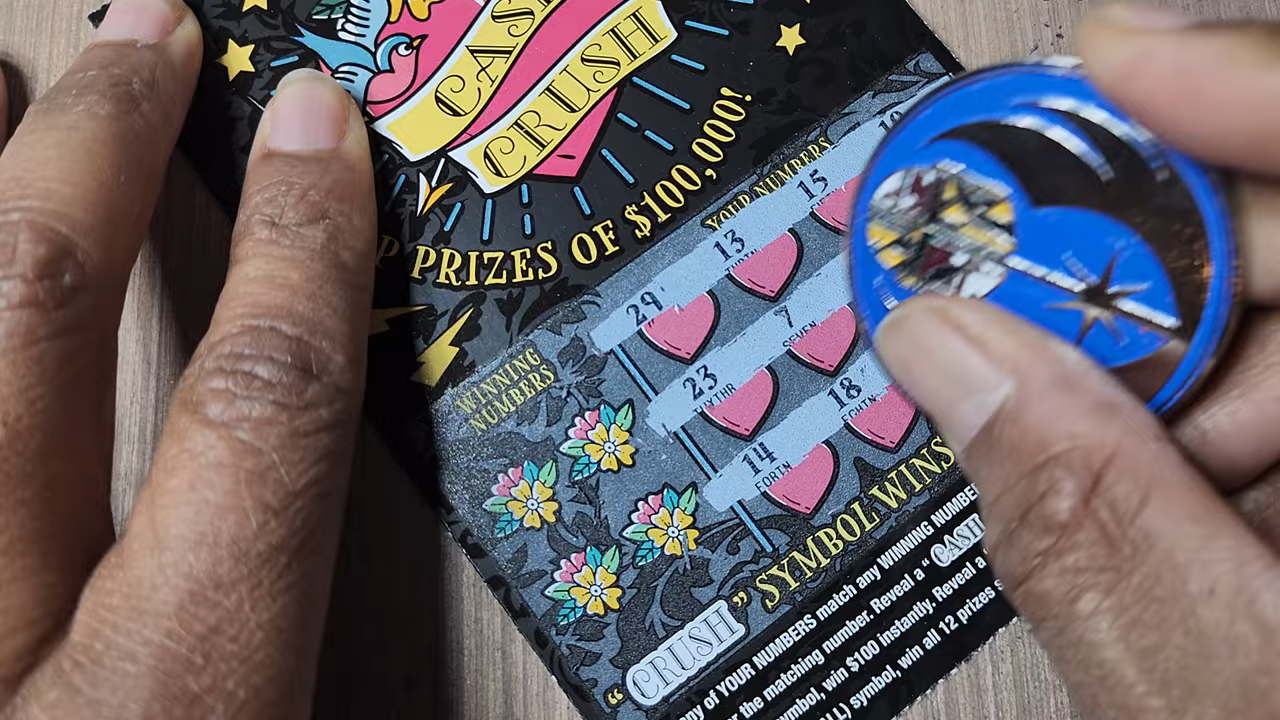 CASH
CRUSH
PRIZES OF $100,000!
YOUR NUMBERS
29 13 15
23 7
SEVEN
14 18
FORTN EGHTN
WINNING
NUMBERS
"CRUSH" SYMBOL WINS
of YOUR NUMBERS match any WINNING
the matching number. Reveal a "CASH
symbol, win $100 instantly. Reveal a
symbol, win all 12 prizes